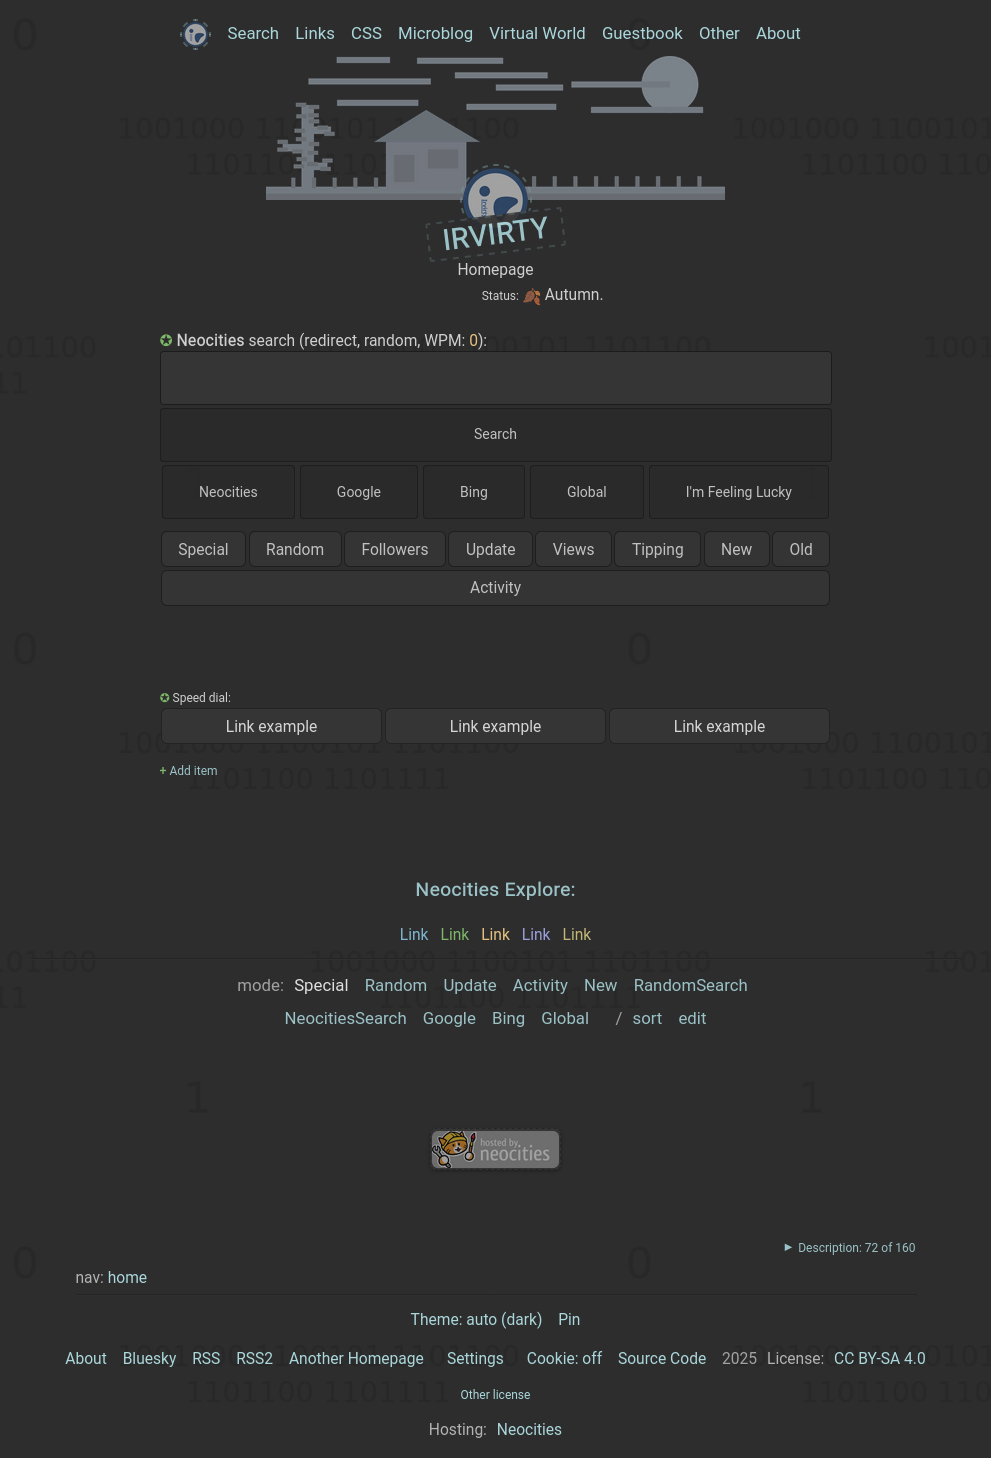 Search Links CSS Microblog Virtual World Guestbook Other About
IRVIRTY
Homepage
Status: 🍂 Autumn.
✪ Neocities search (redirect, random, WPM: 0):
Search
Neocities Google Bing Global I'm Feeling Lucky
Special Random Followers Update Views Tipping New Old
Activity
✪ Speed dial:
Link example Link example Link example
+ Add item
Neocities Explore:
Link Link Link Link Link
mode: Special Random Update Activity New RandomSearch
NeocitiesSearch Google Bing Global / sort edit
hosted by
neocities
► Description: 72 of 160
nav: home
Theme: auto (dark) Pin
About Bluesky RSS RSS2 Another Homepage Settings Cookie: off Source Code 2025 License: CC BY-SA 4.0
Other license
Hosting: Neocities